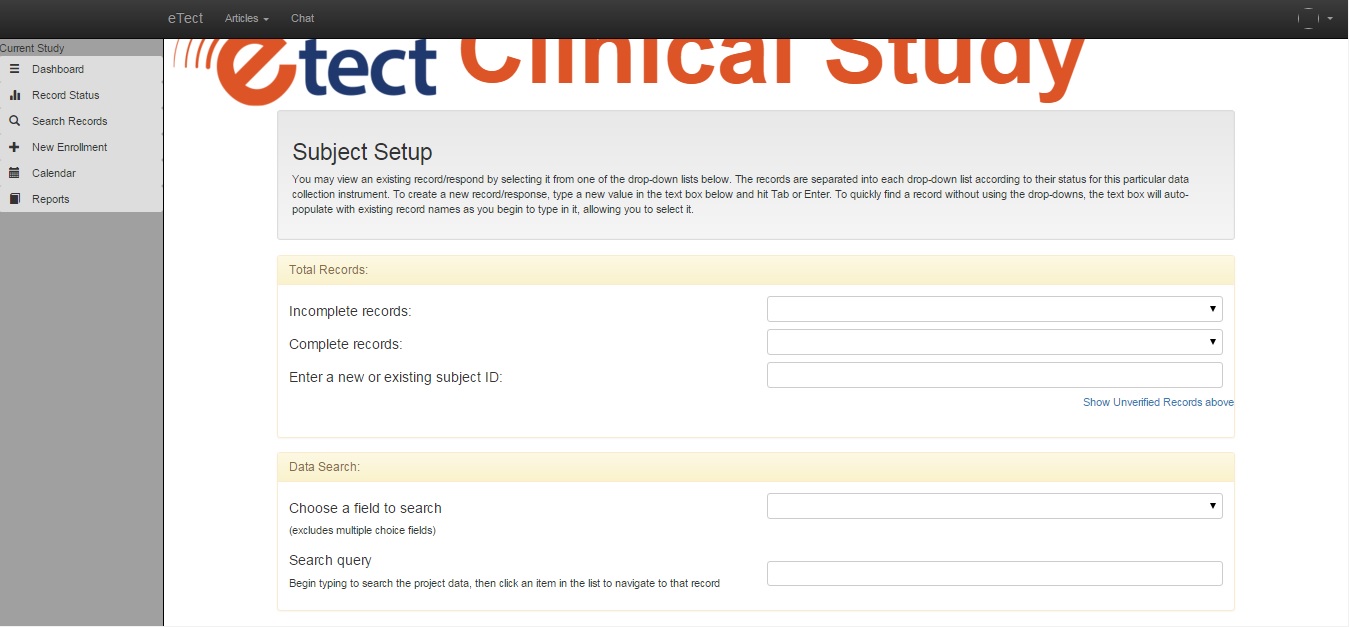 eTect Articles Chat
Current Study
Dashboard
Record Status
Search Records
New Enrollment
Calendar
Reports
etect Clinical Study
Subject Setup
You may view an existing record/respond by selecting it from one of the drop-down lists below. The records are separated into each drop-down list according to their status for this particular data
collection instrument. To create a new record/response, type a new value in the text box below and hit Tab or Enter. To quickly find a record without using the drop-downs, the text box will auto-
populate with existing record names as you begin to type in it, allowing you to select it.
Total Records:
Incomplete records:
Complete records:
Enter a new or existing subject ID:
Show Unverified Records above
Data Search:
Choose a field to search
(excludes multiple choice fields)
Search query
Begin typing to search the project data, then click an item in the list to navigate to that record